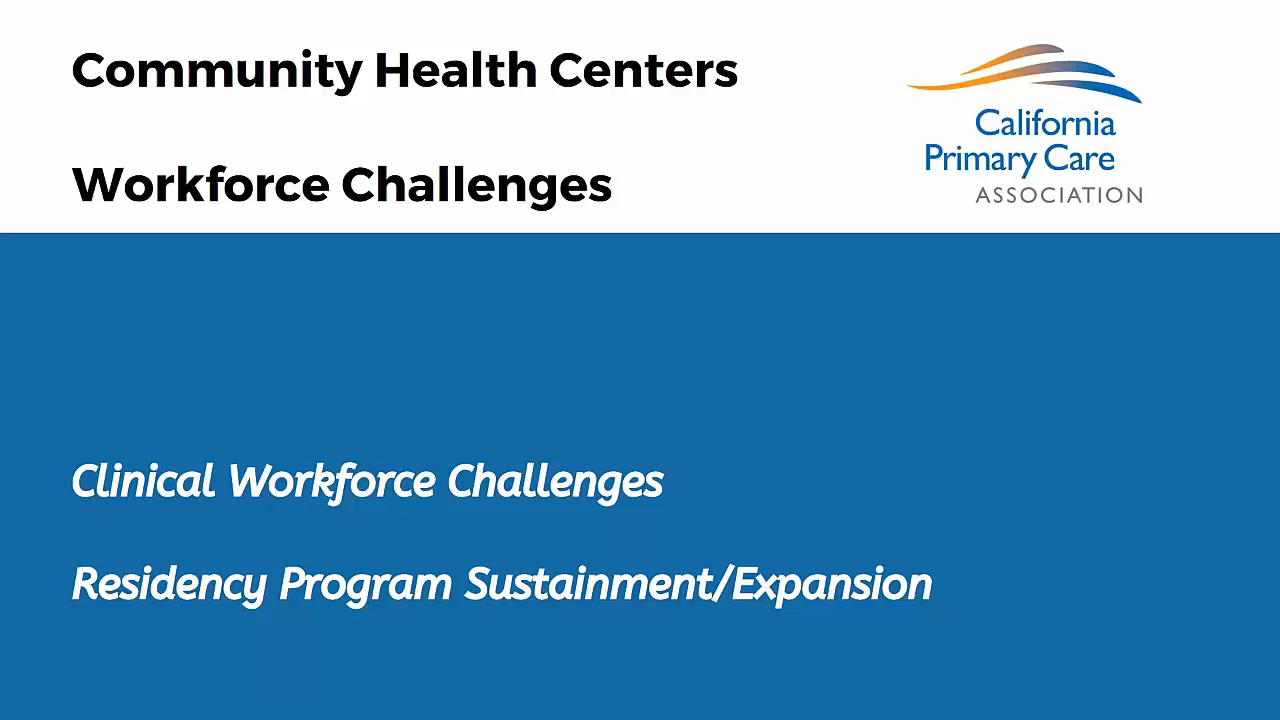 Community Health Centers
Workforce Challenges
California
Primary Care
ASSOCIATION
Clinical Workforce Challenges
Residency Program Sustainment/Expansion